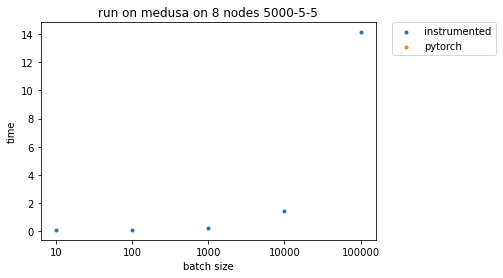 run on medusa on 8 nodes 5000-5-5
instrumented
pytorch
14
12
10
8
6
4
2
0
time
10 100 1000 10000 100000
batch size